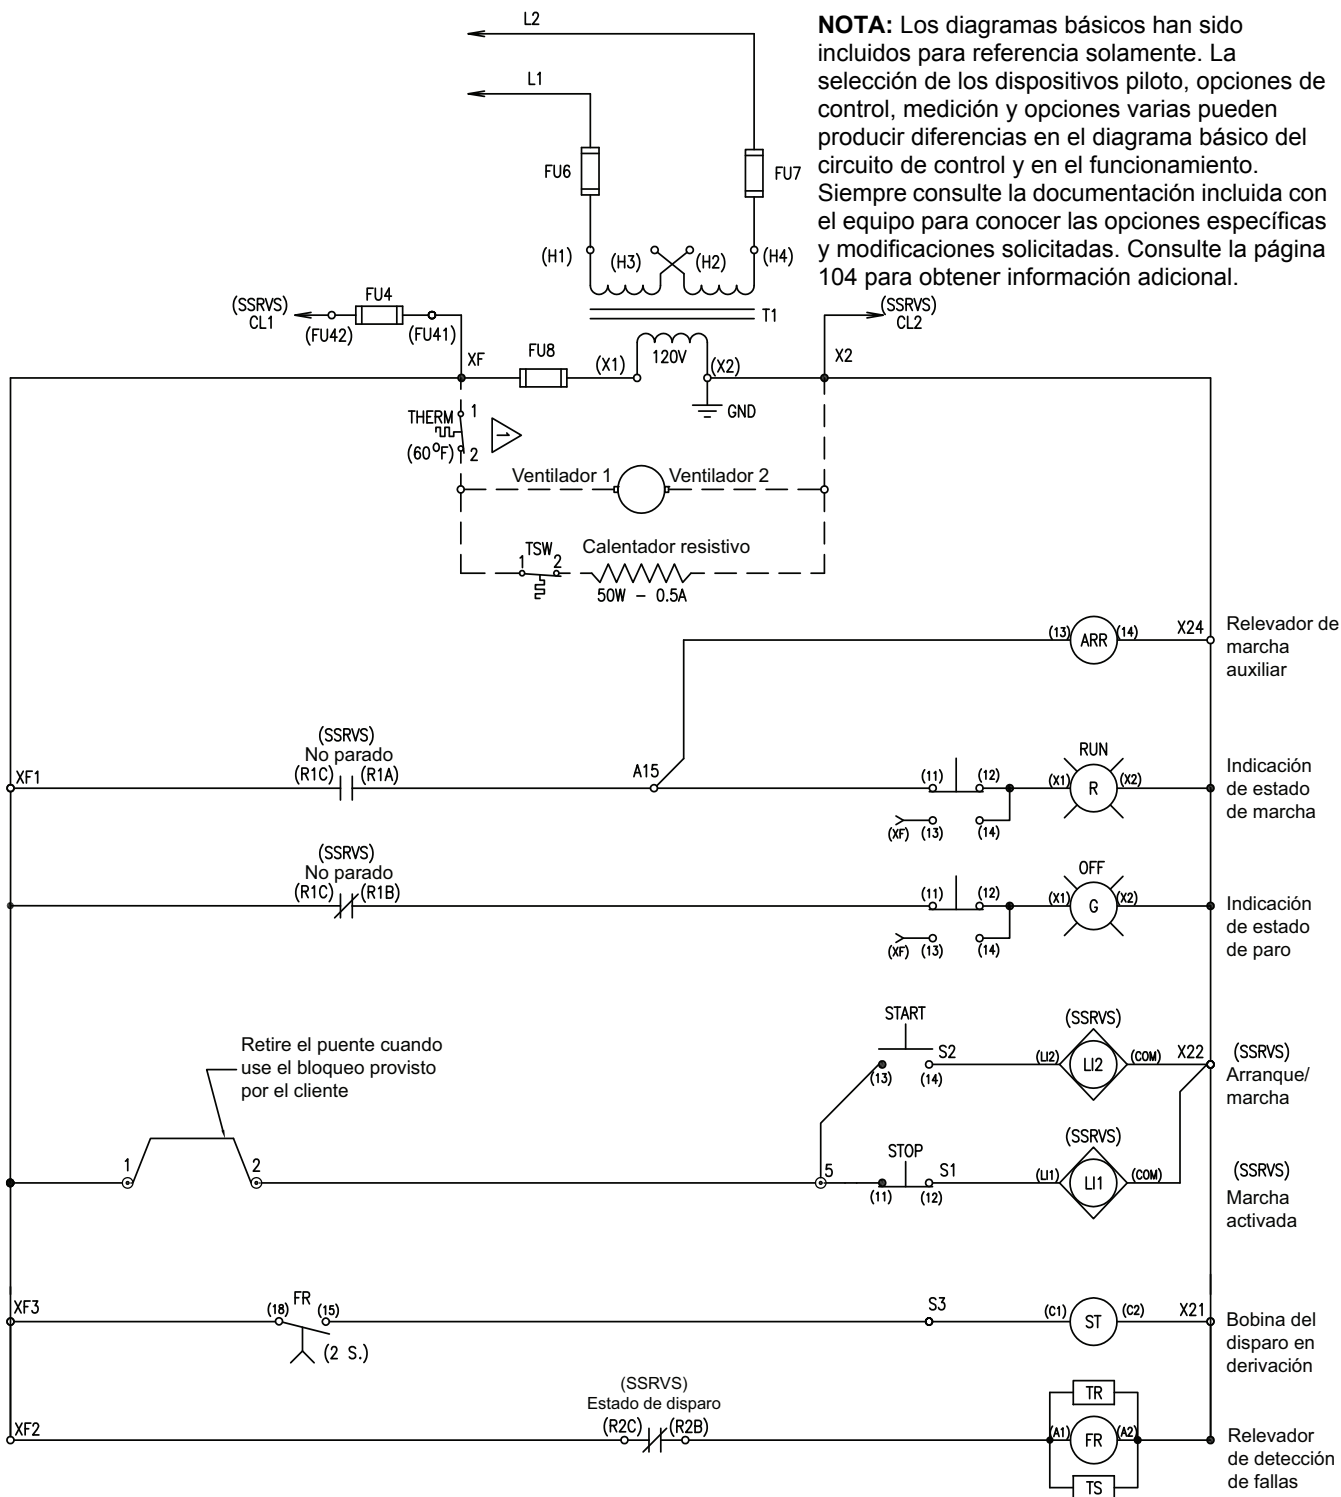 L2
L1
NOTA: Los diagramas básicos han sido
incluidos para referencia solamente. La
selección de los dispositivos piloto, opciones de
control, medición y opciones varias pueden
producir diferencias en el diagrama básico del
circuito de control y en el funcionamiento.
Siempre consulte la documentación incluida con
el equipo para conocer las opciones específicas
y modificaciones solicitadas. Consulte la página
104 para obtener información adicional.
FU6
FU7
(H1) (H3) (H2) (H4)
T1
(SSRVS)
CL1
FU4
(FU42) (FU41)
(SSRVS)
CL2
XF
FU8
(X1)
120V
(X2)
X2
GND
THERM
(60°F)
1
2
1
Ventilador 1
Ventilador 2
TSW
1 2
Calentador resistivo
50W – 0.5A
(13) ARR (14) X24
Relevador de
marcha
auxiliar
XF1
(SSRVS)
No parado
(R1C) (R1A)
A15
(11) (12)
(XF) (13) (14)
RUN
(X1) R (X2)
Indicación
de estado
de marcha
(SSRVS)
No parado
(R1C) (R1B)
(11) (12)
(XF) (13) (14)
OFF
(X1) G (X2)
Indicación
de estado
de paro
Retire el puente cuando
use el bloqueo provisto
por el cliente
START
(13) (14) S2
(SSRVS)
(LI2) LI2 (COM) X22
(SSRVS)
Arranque/
marcha
1 2
5
STOP
(11) (12) S1
(SSRVS)
(LI1) LI1 (COM)
(SSRVS)
Marcha
activada
XF3
(18) FR (15)
(2 S.)
S3
(C1) ST (C2) X21
Bobina del
disparo en
derivación
XF2
(SSRVS)
Estado de disparo
(R2C) (R2B)
TR
(A1) FR (A2)
TS
Relevador
de detección
de fallas